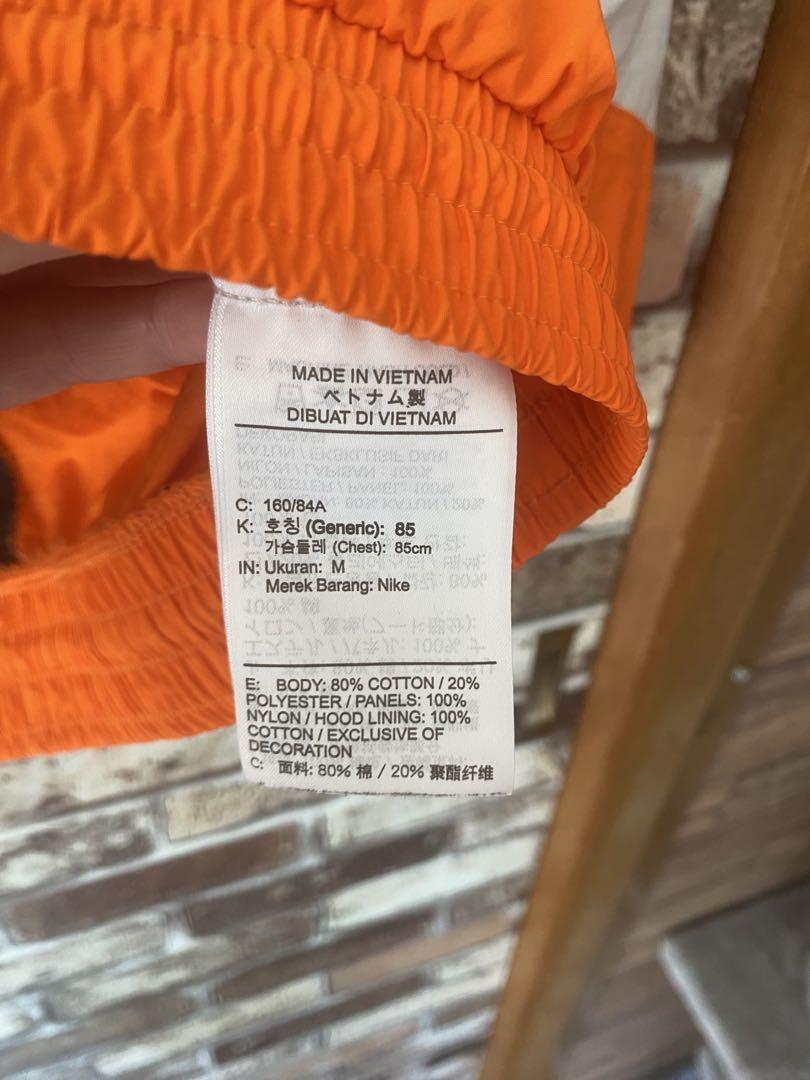 MADE IN VIETNAM
ベトナム製
DIBUAT DI VIETNAM
C: 160/84A
K: 호칭 (Generic): 85
가슴둘레 (Chest): 85cm
IN: Ukuran: M
Merek Barang: Nike
E: BODY: 80% COTTON / 20%
POLYESTER / PANELS: 100%
NYLON / HOOD LINING: 100%
COTTON / EXCLUSIVE OF
DECORATION
C: 面料: 80% 棉 / 20% 聚酯纤维